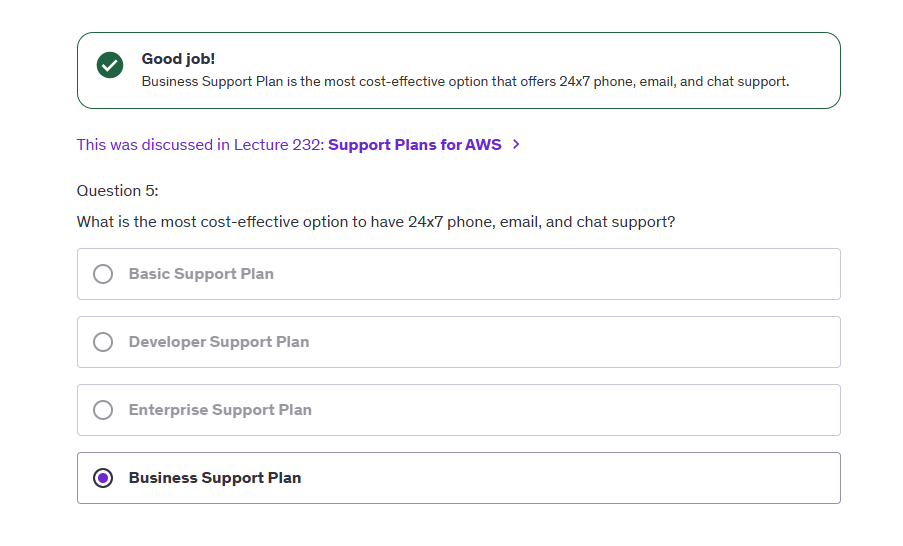 Good job!
Business Support Plan is the most cost-effective option that offers 24x7 phone, email, and chat support.
This was discussed in Lecture 232: Support Plans for AWS
Question 5:
What is the most cost-effective option to have 24x7 phone, email, and chat support?
Basic Support Plan
Developer Support Plan
Enterprise Support Plan
Business Support Plan